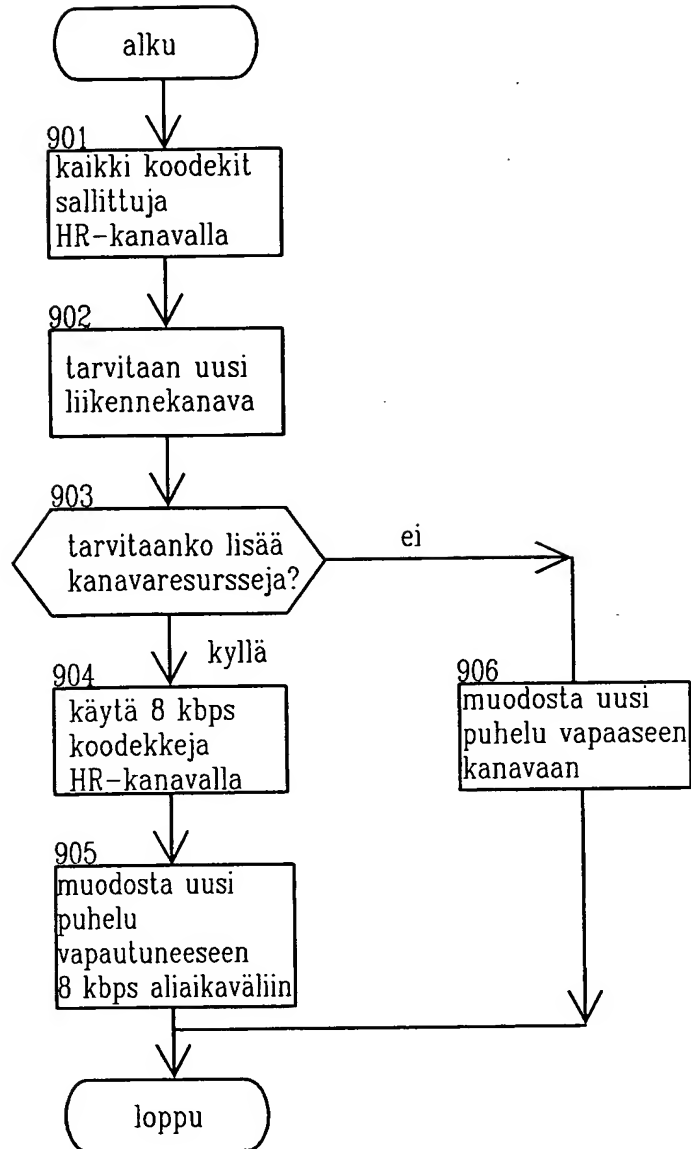 alku
901
kaikki koodekit
sallittuja
HR-kanavalla
902
tarvitaan uusi
liikennekanava
903
tarvitaanko lisää
kanavaresursseja?
ei
kyllä
904
käytä 8 kbps
koodekkeja
HR-kanavalla
906
muodosta uusi
puhelu vapaaseen
kanavaan
905
muodosta uusi
puhelu
vapautuneeseen
8 kbps aliaikaväliin
loppu